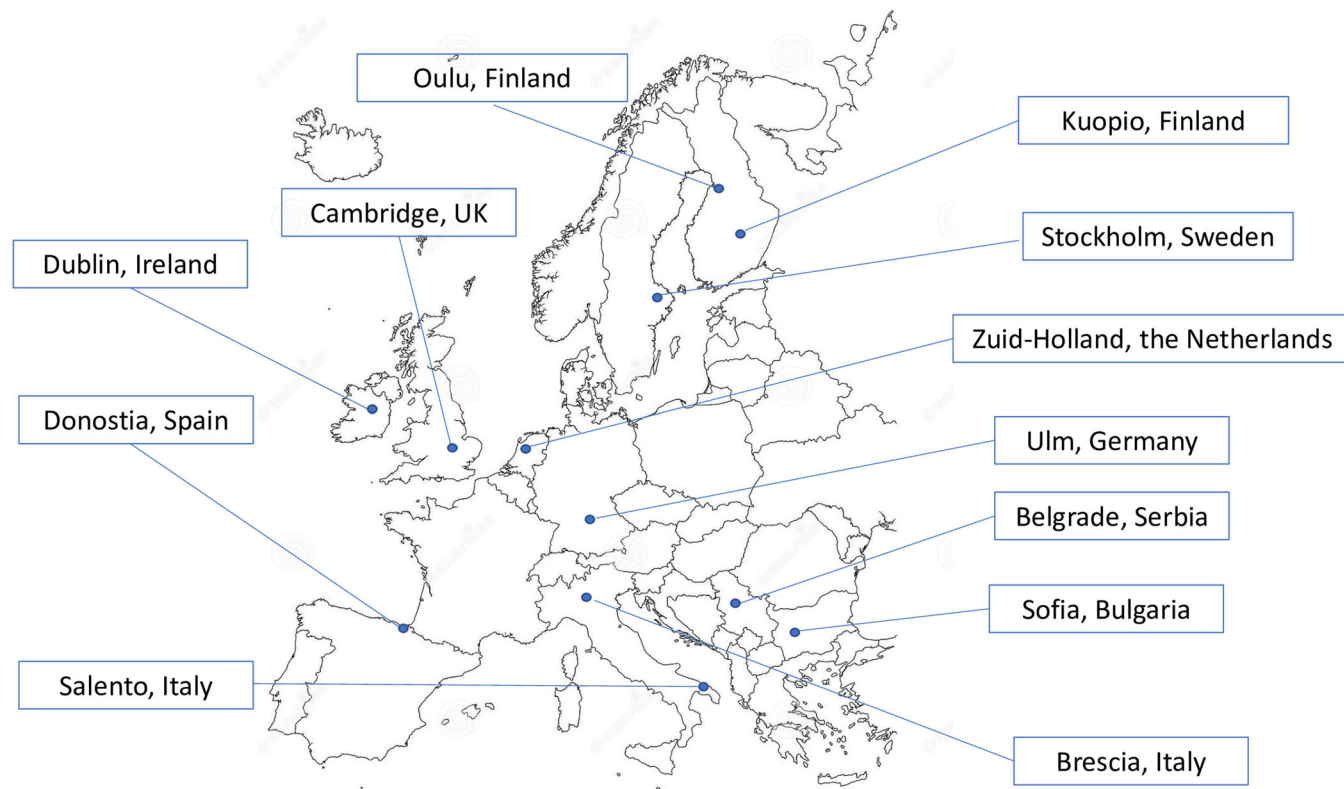 Oulu, Finland
Kuopio, Finland
Cambridge, UK
Stockholm, Sweden
Dublin, Ireland
Zuid-Holland, the Netherlands
Donostia, Spain
Ulm, Germany
Belgrade, Serbia
Sofia, Bulgaria
Salento, Italy
Brescia, Italy